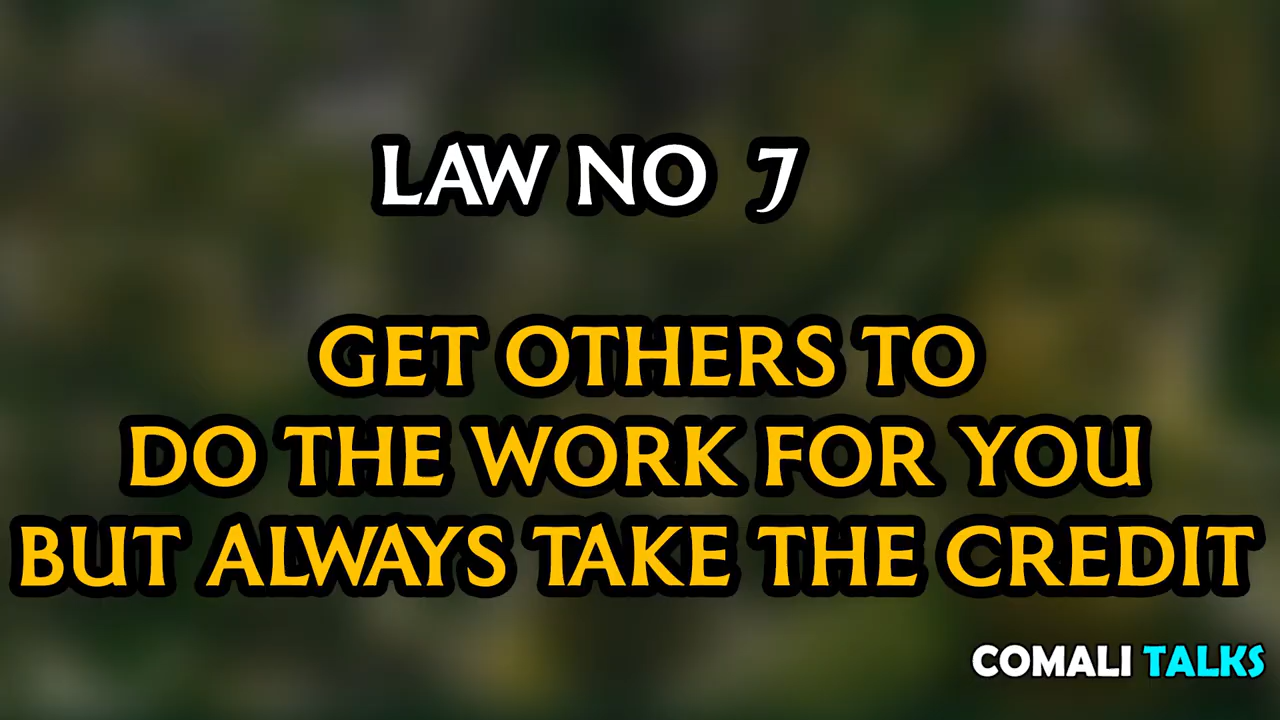 LAW NO 7
GET OTHERS TO
DO THE WORK FOR YOU
BUT ALWAYS TAKE THE CREDIT
COMALI TALKS